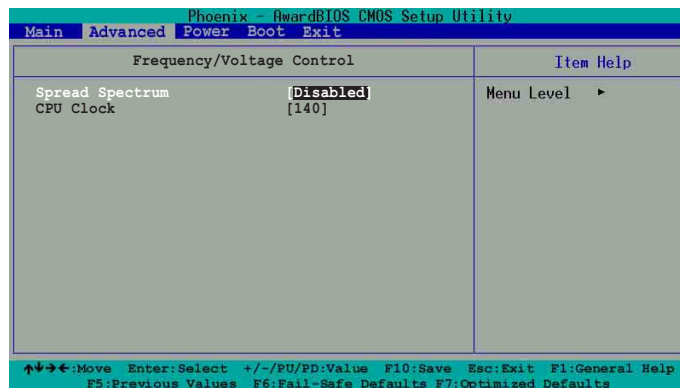 Phoenix - AwardBIOS CMOS Setup Utility
Main Advanced Power Boot Exit
Frequency/Voltage Control
Item Help
Spread Spectrum [Disabled]
CPU Clock [140]
Menu Level ►
↑↓→←:Move Enter:Select +/-/PU/PD:Value F10:Save Esc:Exit F1:General Help
F5:Previous Values F6:Fail-Safe Defaults F7:Optimized Defaults